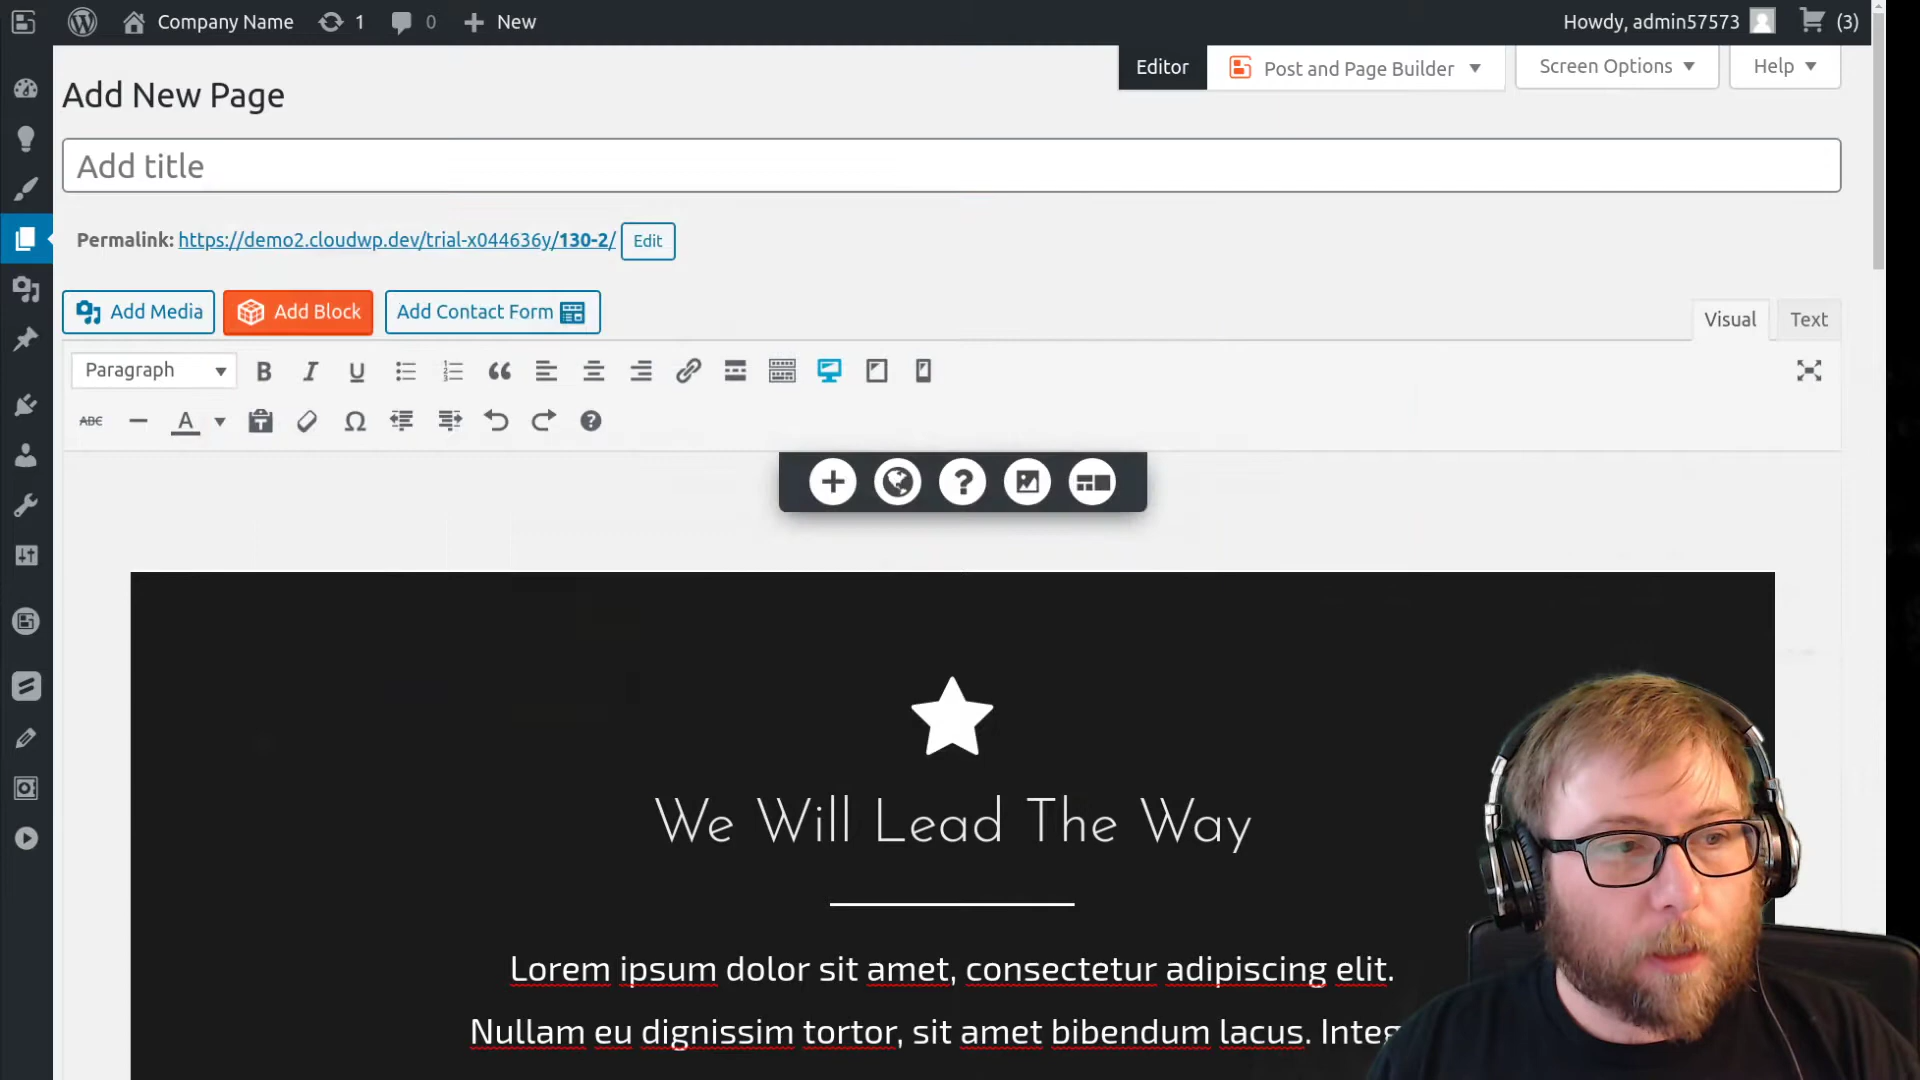 Company Name
1
0
New
Howdy, admin57573
(3)
Add New Page
Editor
Post and Page Builder
Screen Options
Help
Add title
Permalink: https://demo2.cloudwp.dev/trial-x044636y/130-2/
Edit
Add Media
Add Block
Add Contact Form
Visual
Text
Paragraph
B
I
U
ABC
A
Ω
We Will Lead The Way
Lorem ipsum dolor sit amet, consectetur adipiscing elit.
Nullam eu dignissim tortor, sit amet bibendum lacus.